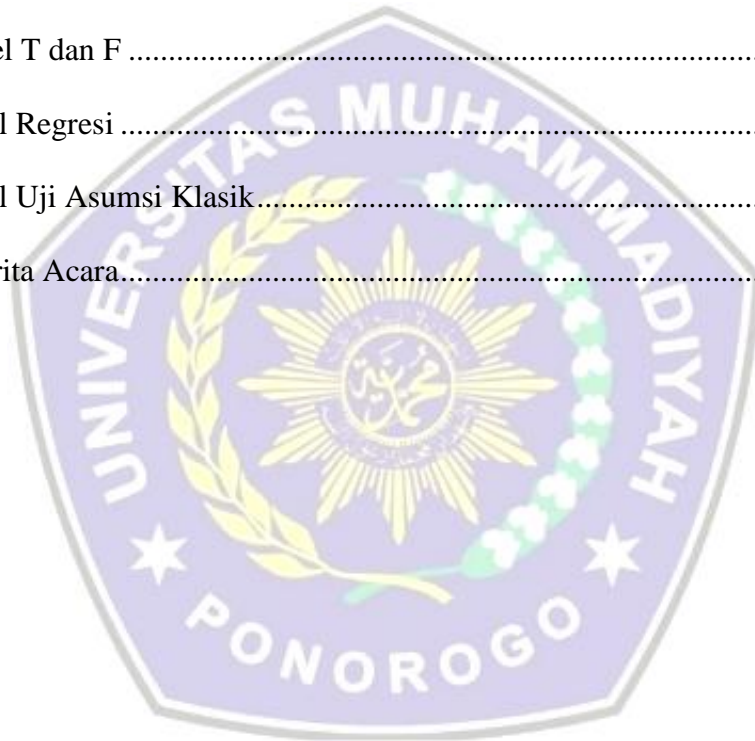 el T dan F ..........................................................................
l Regresi ...........................................................................
l Uji Asumsi Klasik.........................................................
rita Acara..........................................................................
UNIVERSITAS MUHAMMADIYAH
PONOROGO